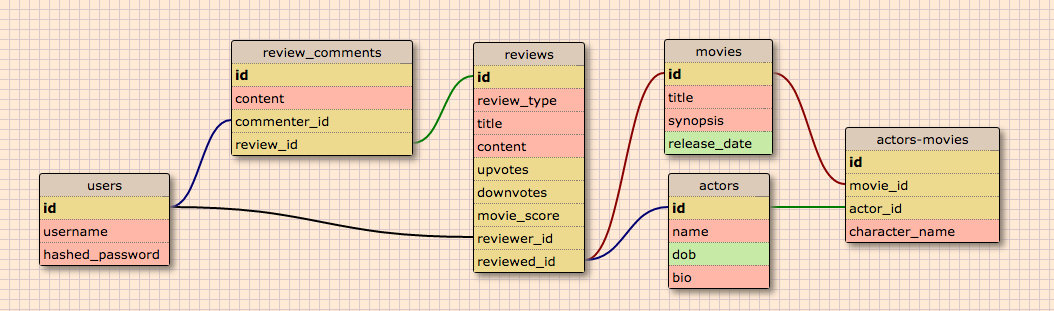 review_comments
id
content
commenter_id
review_id
users
id
username
hashed_password
reviews
id
review_type
title
content
upvotes
downvotes
movie_score
reviewer_id
reviewed_id
movies
id
title
synopsis
release_date
actors
id
name
dob
bio
actors-movies
id
movie_id
actor_id
character_name